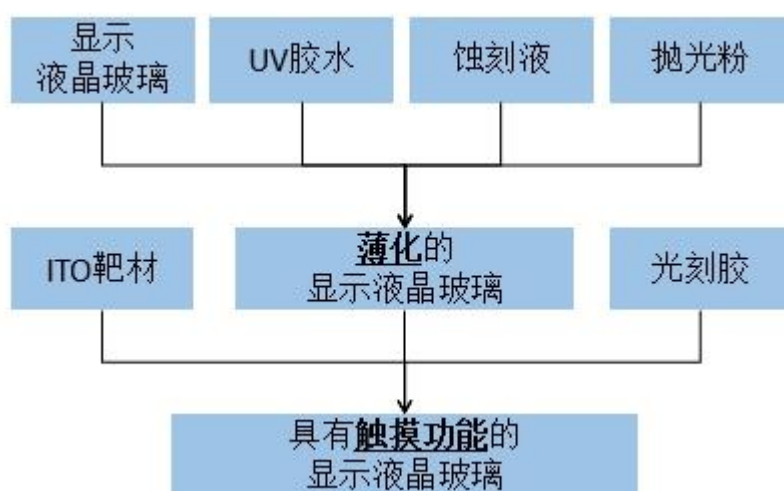 显示
液晶玻璃
UV胶水
蚀刻液
抛光粉
ITO靶材
薄化的
显示液晶玻璃
光刻胶
具有触摸功能的
显示液晶玻璃